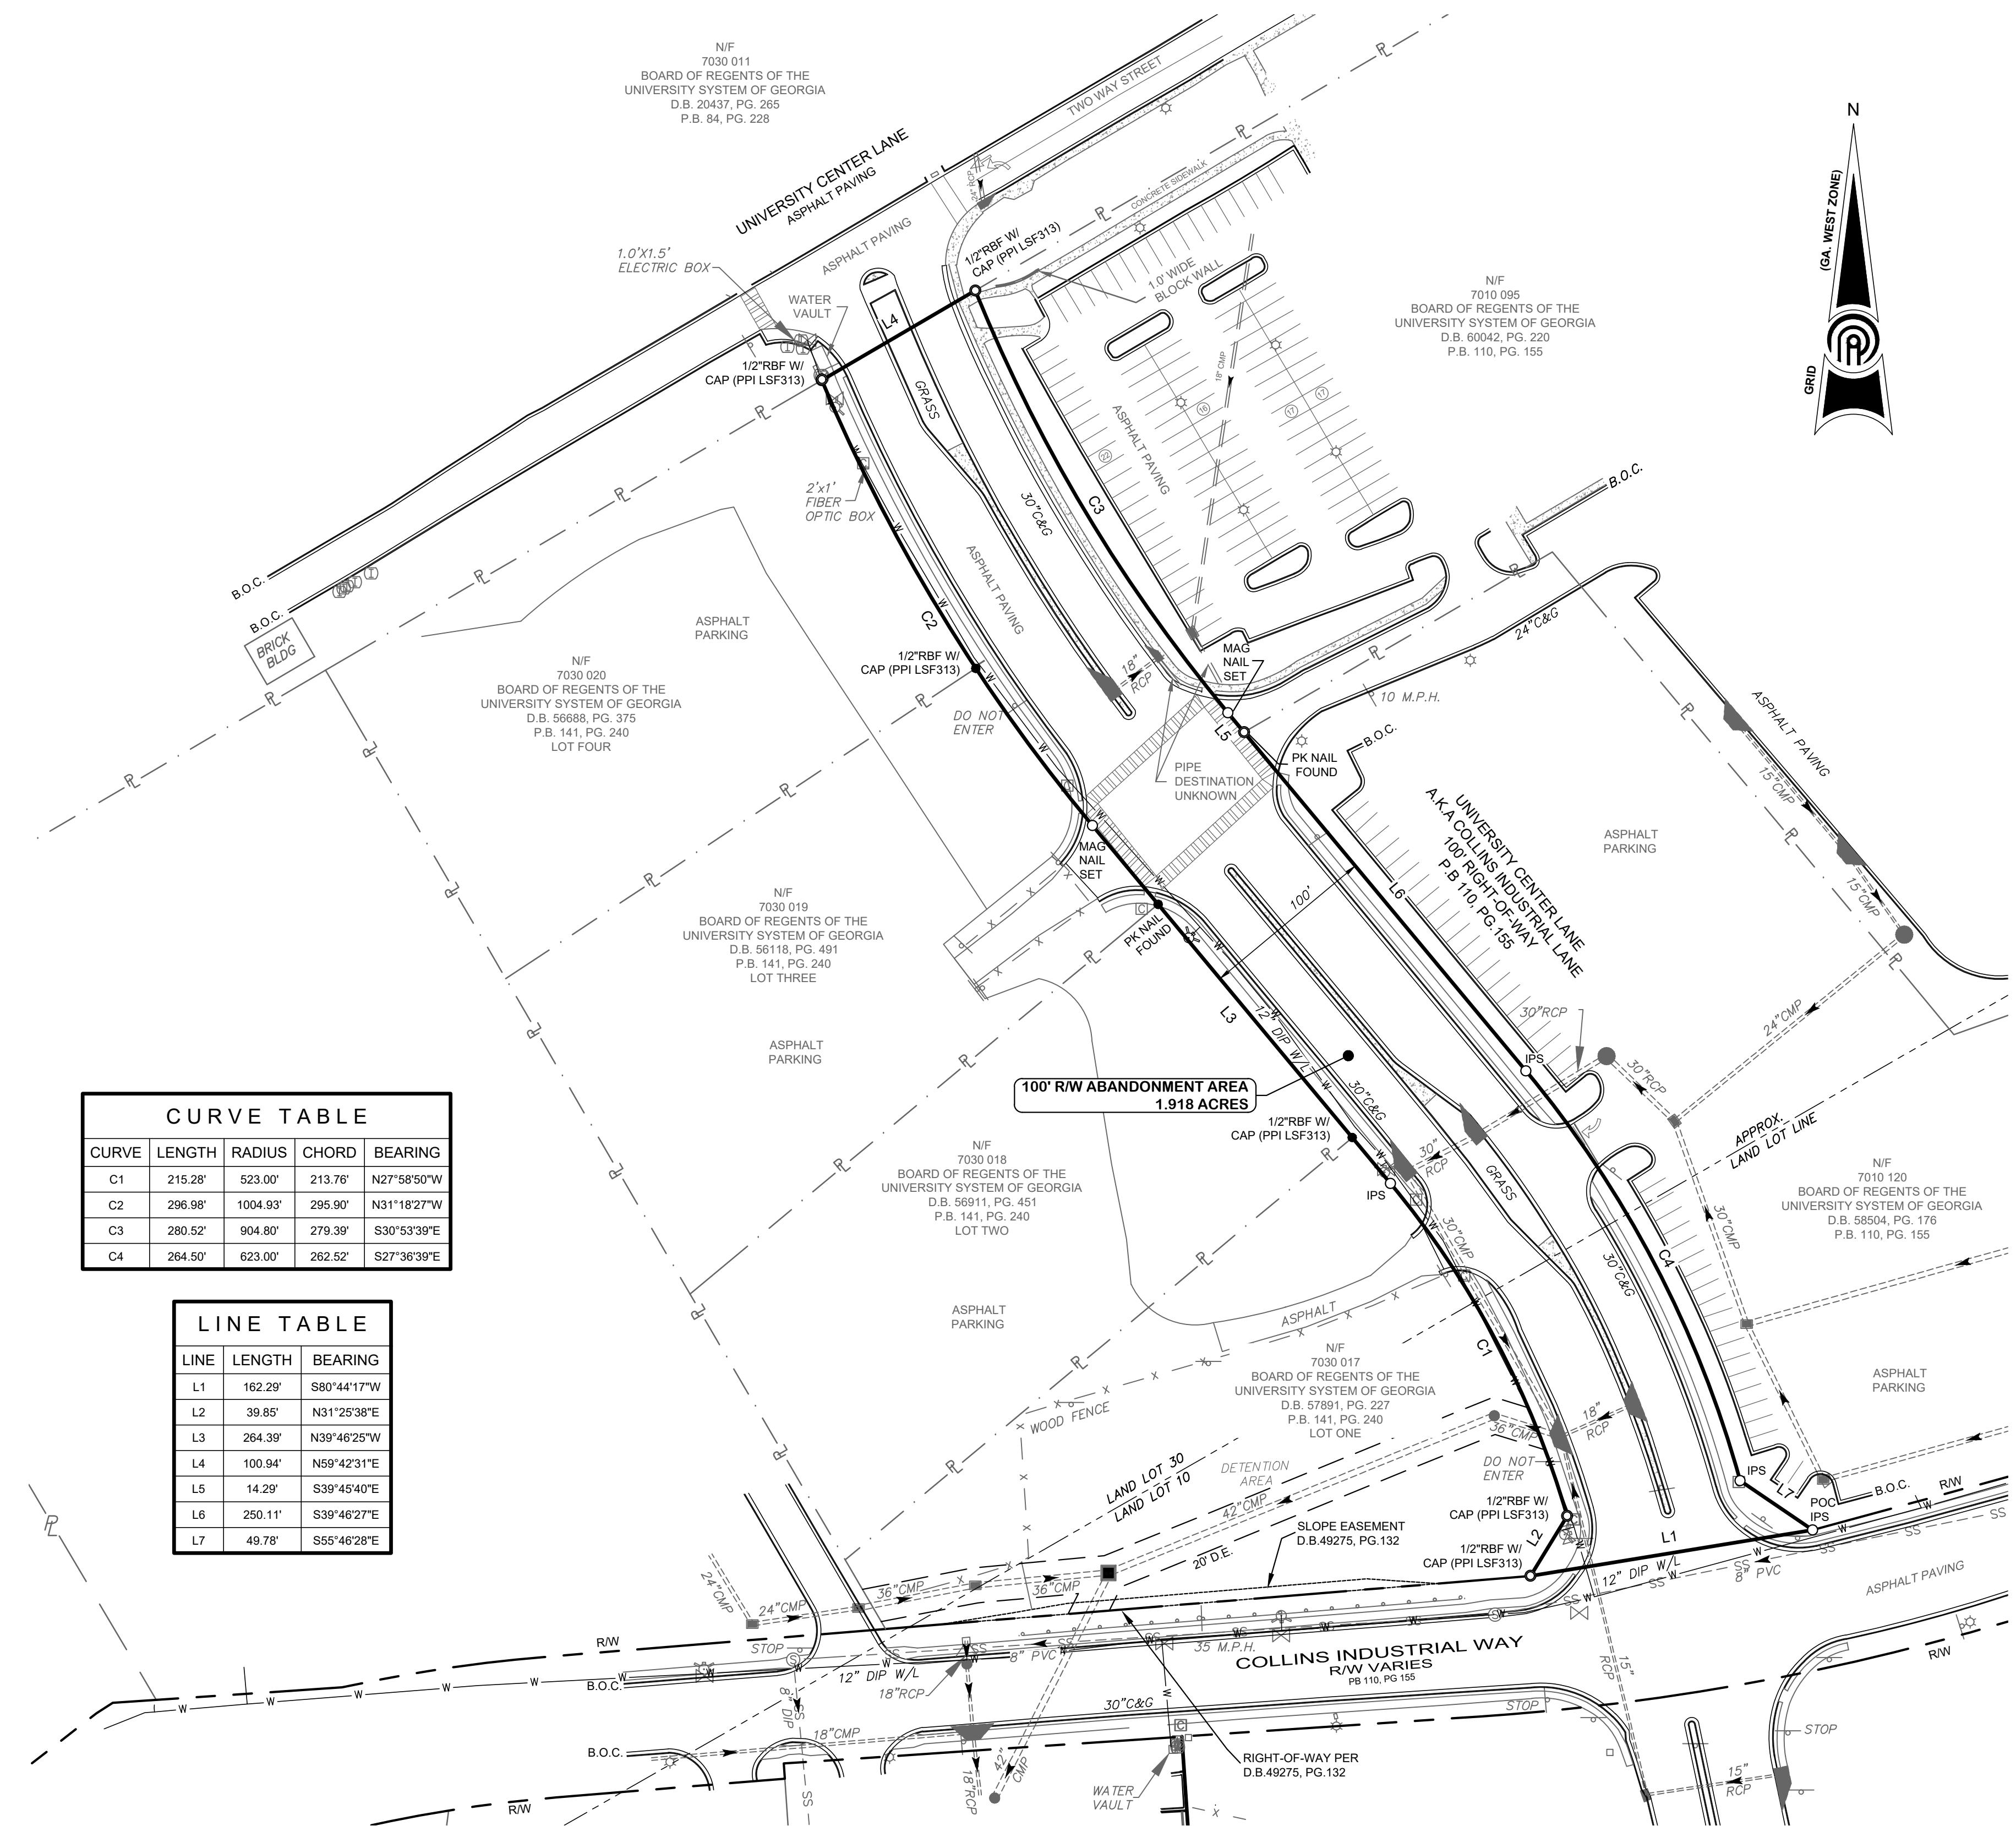 N/F
7030 011
BOARD OF REGENTS OF THE
UNIVERSITY SYSTEM OF GEORGIA
D.B. 20437, PG. 265
P.B. 84, PG. 228
TWO WAY STREET
UNIVERSITY CENTER LANE
ASPHALT PAVING
ASPHALT PAVING
24" RCP
CONCRETE SIDEWALK
N
(GA. WEST ZONE)
GRID
1.0'X1.5'
ELECTRIC BOX
WATER
VAULT
1/2"RBF W/
CAP (PPI LSF313)
1.0' WIDE
BLOCK WALL
N/F
7010 095
BOARD OF REGENTS OF THE
UNIVERSITY SYSTEM OF GEORGIA
D.B. 60042, PG. 220
P.B. 110, PG. 155
L4
1/2"RBF W/
CAP (PPI LSF313)
GRASS
18" CMP
16
17
17
22
ASPHALT PAVING
2'x1'
FIBER
OPTIC BOX
30"C&G
C3
B.O.C.
ASPHALT PAVING
B.O.C.
B.O.C.
BRICK
BLDG
C2
ASPHALT
PARKING
24"C&G
N/F
7030 020
BOARD OF REGENTS OF THE
UNIVERSITY SYSTEM OF GEORGIA
D.B. 56688, PG. 375
P.B. 141, PG. 240
LOT FOUR
1/2"RBF W/
CAP (PPI LSF313)
18"
RCP
MAG
NAIL
SET
10 M.P.H.
DO NOT
ENTER
L5
B.O.C.
PK NAIL
FOUND
PIPE
DESTINATION
UNKNOWN
ASPHALT PAVING
15"CMP
15"CMP
UNIVERSITY CENTER LANE
A.K.A COLLINS INDUSTRIAL LANE
100' RIGHT-OF-WAY
P.B 110, PG.155
ASPHALT
PARKING
MAG
NAIL
SET
L6
100'
PK NAIL
FOUND
N/F
7030 019
BOARD OF REGENTS OF THE
UNIVERSITY SYSTEM OF GEORGIA
D.B. 56118, PG. 491
P.B. 141, PG. 240
LOT THREE
L3
12" DIP W/L
30"RCP
24"CMP
ASPHALT
PARKING
IPS
30"RCP
100' R/W ABANDONMENT AREA
1.918 ACRES
30"C&G
1/2"RBF W/
CAP (PPI LSF313)
30"
RCP
APPROX.
LAND LOT LINE
GRASS
IPS
N/F
7010 120
BOARD OF REGENTS OF THE
UNIVERSITY SYSTEM OF GEORGIA
D.B. 58504, PG. 176
P.B. 110, PG. 155
N/F
7030 018
BOARD OF REGENTS OF THE
UNIVERSITY SYSTEM OF GEORGIA
D.B. 56911, PG. 451
P.B. 141, PG. 240
LOT TWO
30"CMP
30"CMP
C4
30"C&G
CURVE TABLE
CURVE LENGTH RADIUS CHORD BEARING
C1 215.28' 523.00' 213.76' N27°58'50"W
C2 296.98' 1004.93' 295.90' N31°18'27"W
C3 280.52' 904.80' 279.39' S30°53'39"E
C4 264.50' 623.00' 262.52' S27°36'39"E
LINE TABLE
LINE LENGTH BEARING
L1 162.29' S80°44'17"W
L2 39.85' N31°25'38"E
L3 264.39' N39°46'25"W
L4 100.94' N59°42'31"E
L5 14.29' S39°45'40"E
L6 250.11' S39°46'27"E
L7 49.78' S55°46'28"E
ASPHALT
PARKING
ASPHALT
C1
N/F
7030 017
BOARD OF REGENTS OF THE
UNIVERSITY SYSTEM OF GEORGIA
D.B. 57891, PG. 227
P.B. 141, PG. 240
LOT ONE
ASPHALT
PARKING
WOOD FENCE
36"CMP
18"
RCP
LAND LOT 30
LAND LOT 10
DETENTION
AREA
DO NOT
ENTER
42"CMP
IPS
L7
POC
IPS
B.O.C.
R/W
1/2"RBF W/
CAP (PPI LSF313)
SLOPE EASEMENT
D.B.49275, PG.132
L2
L1
1/2"RBF W/
CAP (PPI LSF313)
20' D.E.
12" DIP W/L
8" PVC
ASPHALT PAVING
24"CMP
24"CMP
36"CMP
36"CMP
R/W
STOP
8" PVC
35 M.P.H.
COLLINS INDUSTRIAL WAY
R/W VARIES
PB 110, PG 155
12" DIP W/L
18"RCP
B.O.C.
8" DIP
15"
RCP
R/W
30"C&G
STOP
STOP
18"CMP
B.O.C.
42"
CMP
18"RCP
RIGHT-OF-WAY PER
D.B.49275, PG.132
WATER
VAULT
15"
RCP
R/W